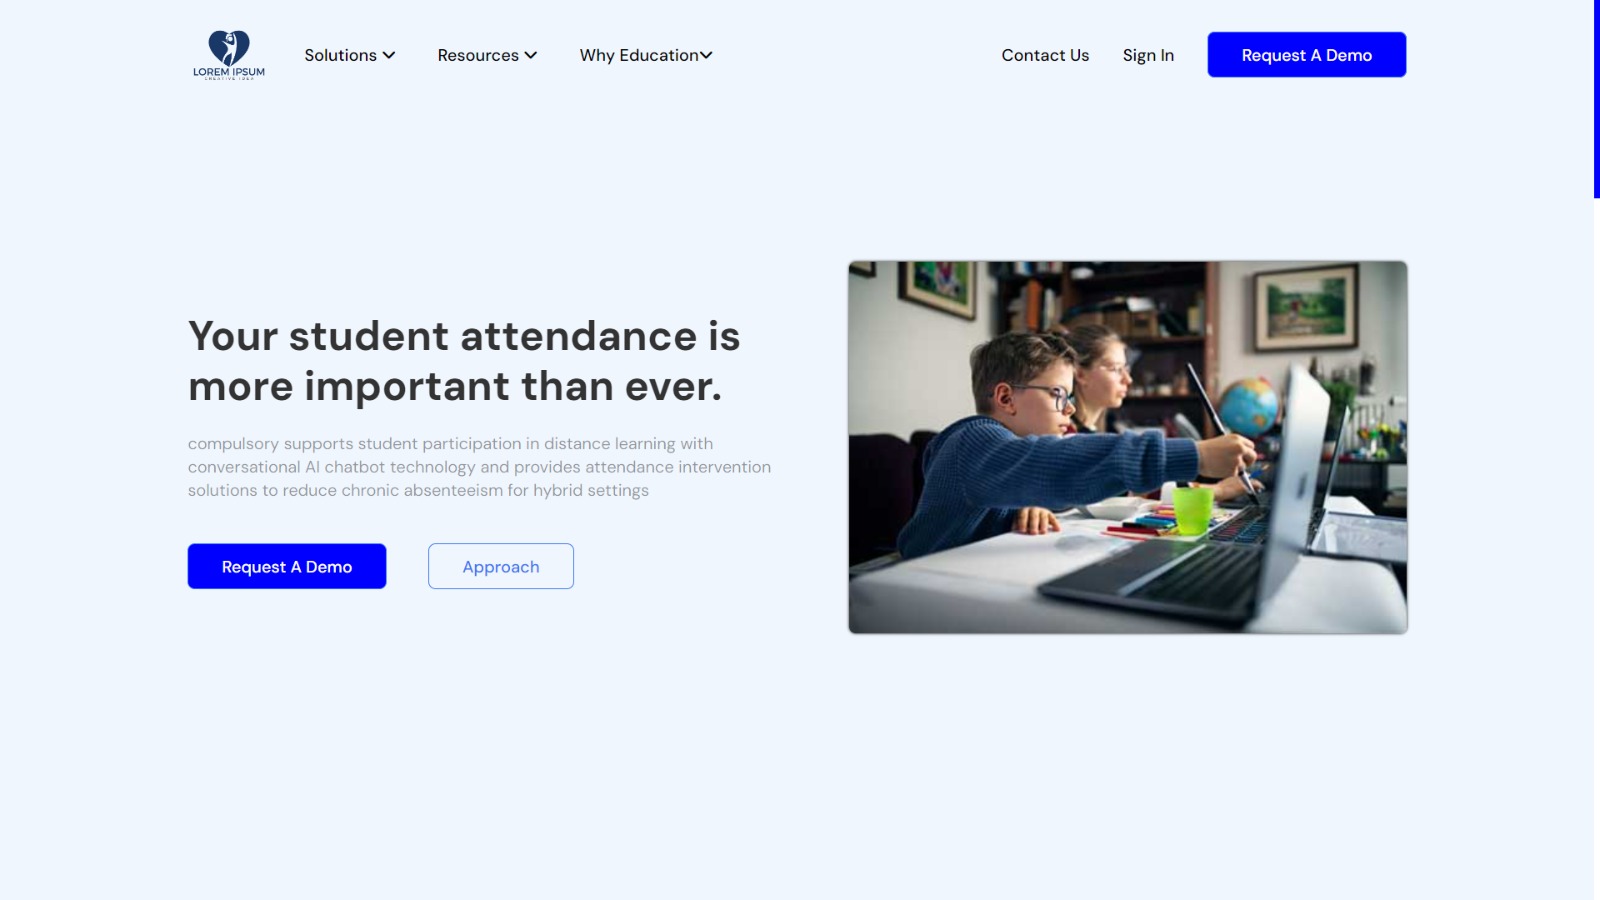 LOREM IPSUM
CREATIVE IDEA
Solutions
Resources
Why Education
Contact Us
Sign In
Request A Demo
Your student attendance is
more important than ever.
compulsory supports student participation in distance learning with
conversational AI chatbot technology and provides attendance intervention
solutions to reduce chronic absenteeism for hybrid settings
Request A Demo
Approach